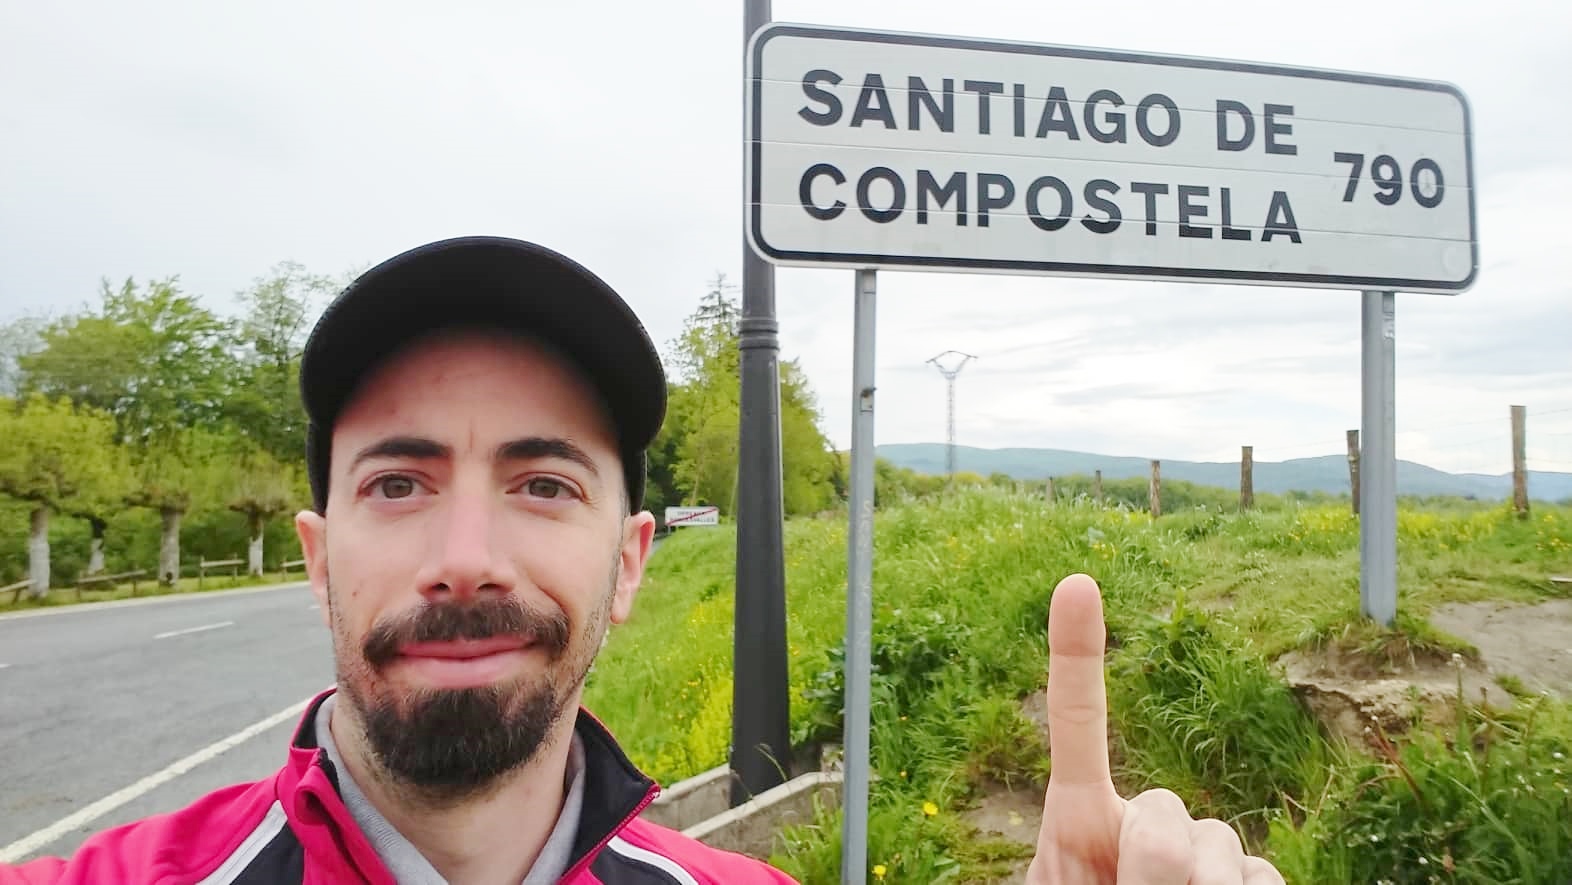 SANTIAGO DE
COMPOSTELA 790